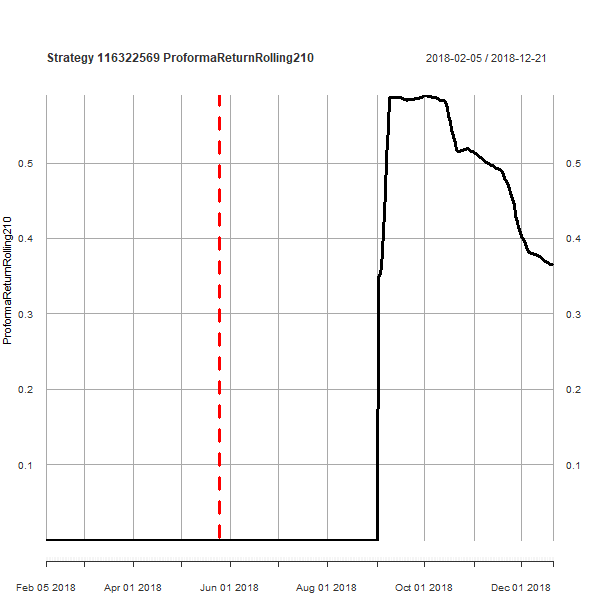 Strategy 116322569 ProformaReturnRolling210
2018-02-05 / 2018-12-21
ProformaReturnRolling210
0.5 0.5
0.4 0.4
0.3 0.3
0.2 0.2
0.1 0.1
Feb 05 2018 Apr 01 2018 Jun 01 2018 Aug 01 2018 Oct 01 2018 Dec 01 2018